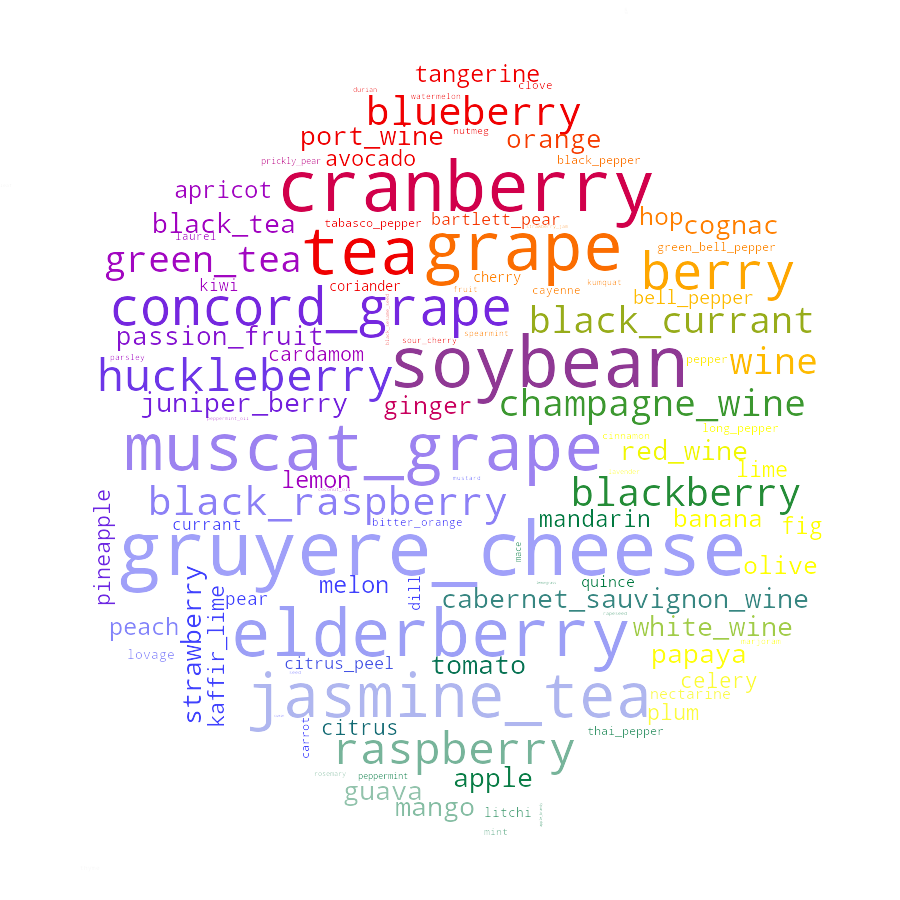 tangerine
clove
durian
watermelon
blueberry
nutmeg
port_wine
orange
avocado
black_pepper
prickly_pear
cranberry
apricot
black_tea
laurel
tabasco_pepper
bartlett_pear
hop
cognac
green_bell_pepper
green_tea
tea
grape
berry
kiwi
coriander
cherry
fruit
cayenne
kumquat
bell_pepper
concord_grape
black_currant
passion_fruit
sour_cherry
spearmint
parsley
cardamom
soybean
pepper
wine
huckleberry
juniper_berry
ginger
champagne_wine
long_pepper
muscat_grape
cinnamon
red_wine
lemon
mustard
lime
black_raspberry
blackberry
pineapple
currant
bitter_orange
mandarin
banana
fig
gruyere_cheese
mace
olive
melon
dill
quince
strawberry
kaffir_lime
pear
cabernet_sauvignon_wine
peach
elderberry
white_wine
lovage
citrus_peel
tomato
papaya
celery
jasmine_tea
nectarine
plum
carrot
citrus
thai_pepper
raspberry
rosemary
peppermint
apple
guava
mango
litchi
mint